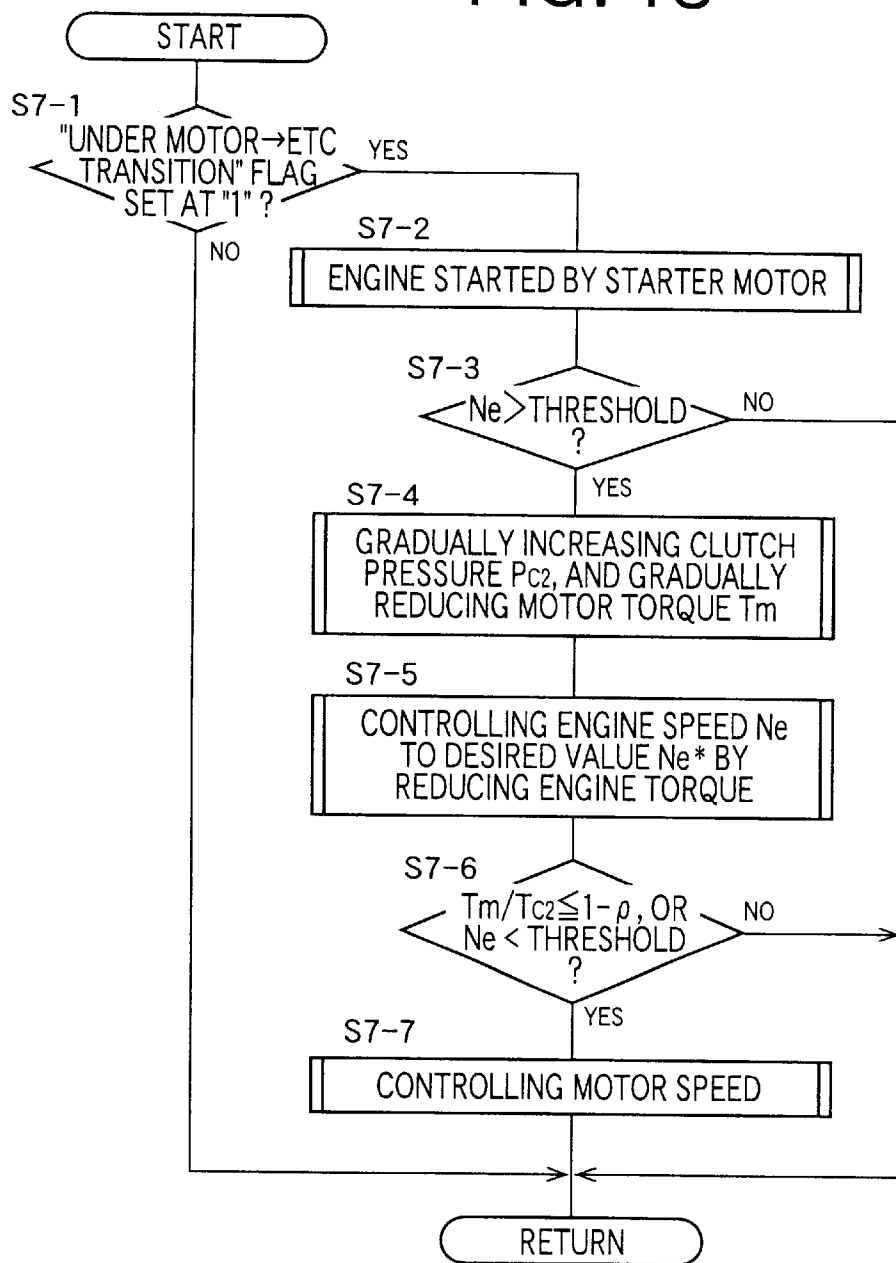 START
S7-1
"UNDER MOTOR→ETC
TRANSITION" FLAG
SET AT "1" ?
YES
NO
S7-2
ENGINE STARTED BY STARTER MOTOR
S7-3
Ne>THRESHOLD
?
NO
YES
S7-4
GRADUALLY INCREASING CLUTCH
PRESSURE PC2, AND GRADUALLY
REDUCING MOTOR TORQUE Tm
S7-5
CONTROLLING ENGINE SPEED Ne
TO DESIRED VALUE Ne* BY
REDUCING ENGINE TORQUE
S7-6
Tm/TC2≦1-ρ, OR
Ne < THRESHOLD
?
NO
YES
S7-7
CONTROLLING MOTOR SPEED
RETURN